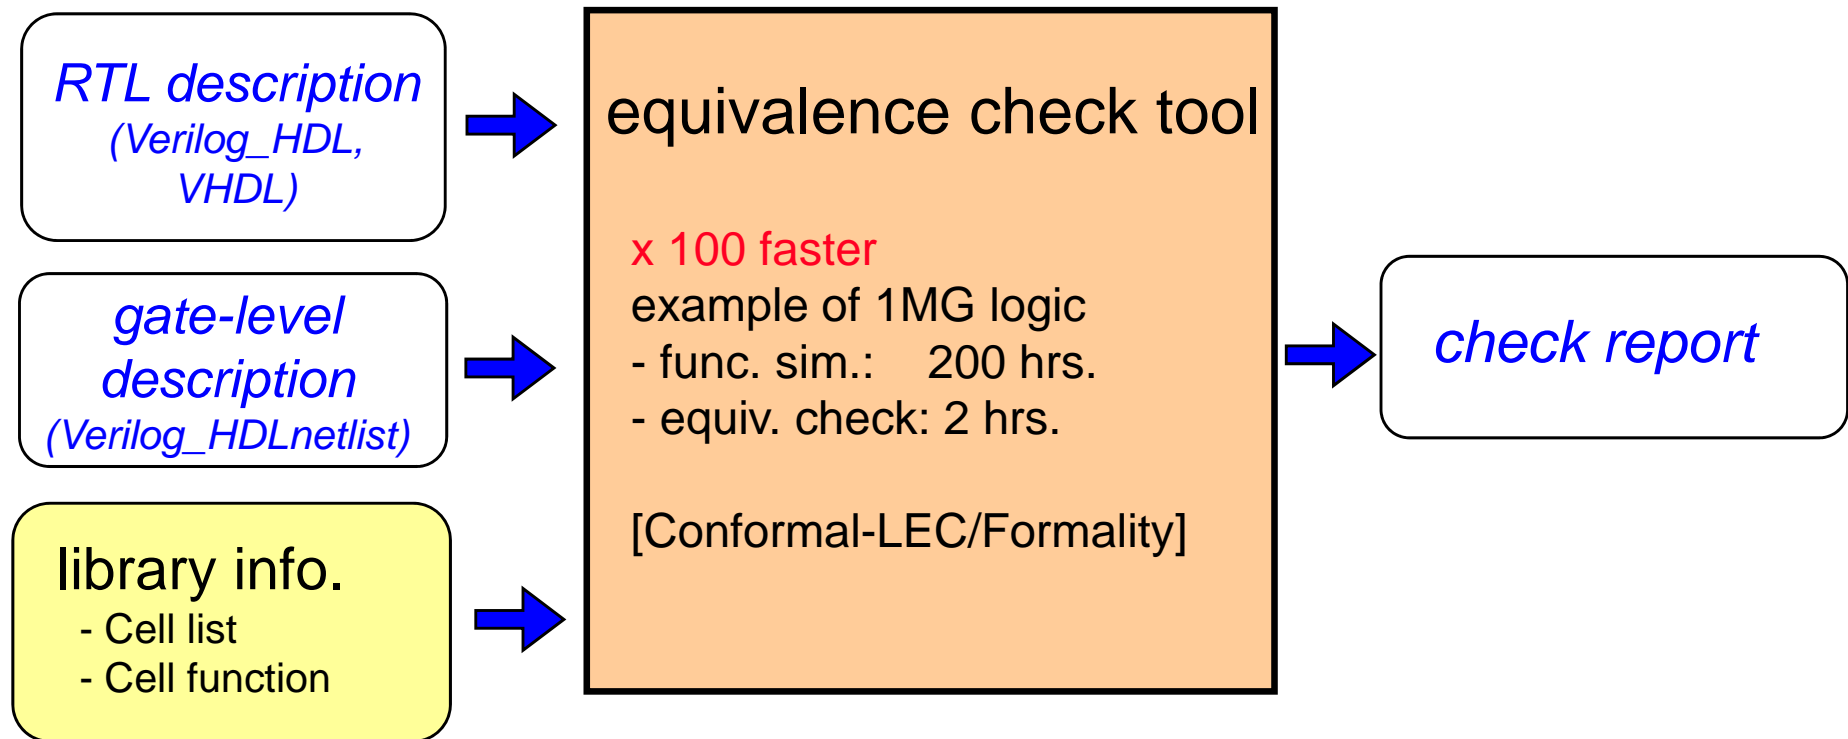 RTL description
(Verilog_HDL,
VHDL)
gate-level
description
(Verilog_HDLnetlist)
library info.
- Cell list
- Cell function
equivalence check tool
x 100 faster
example of 1MG logic
- func. sim.: 200 hrs.
- equiv. check: 2 hrs.
[Conformal-LEC/Formality]
check report